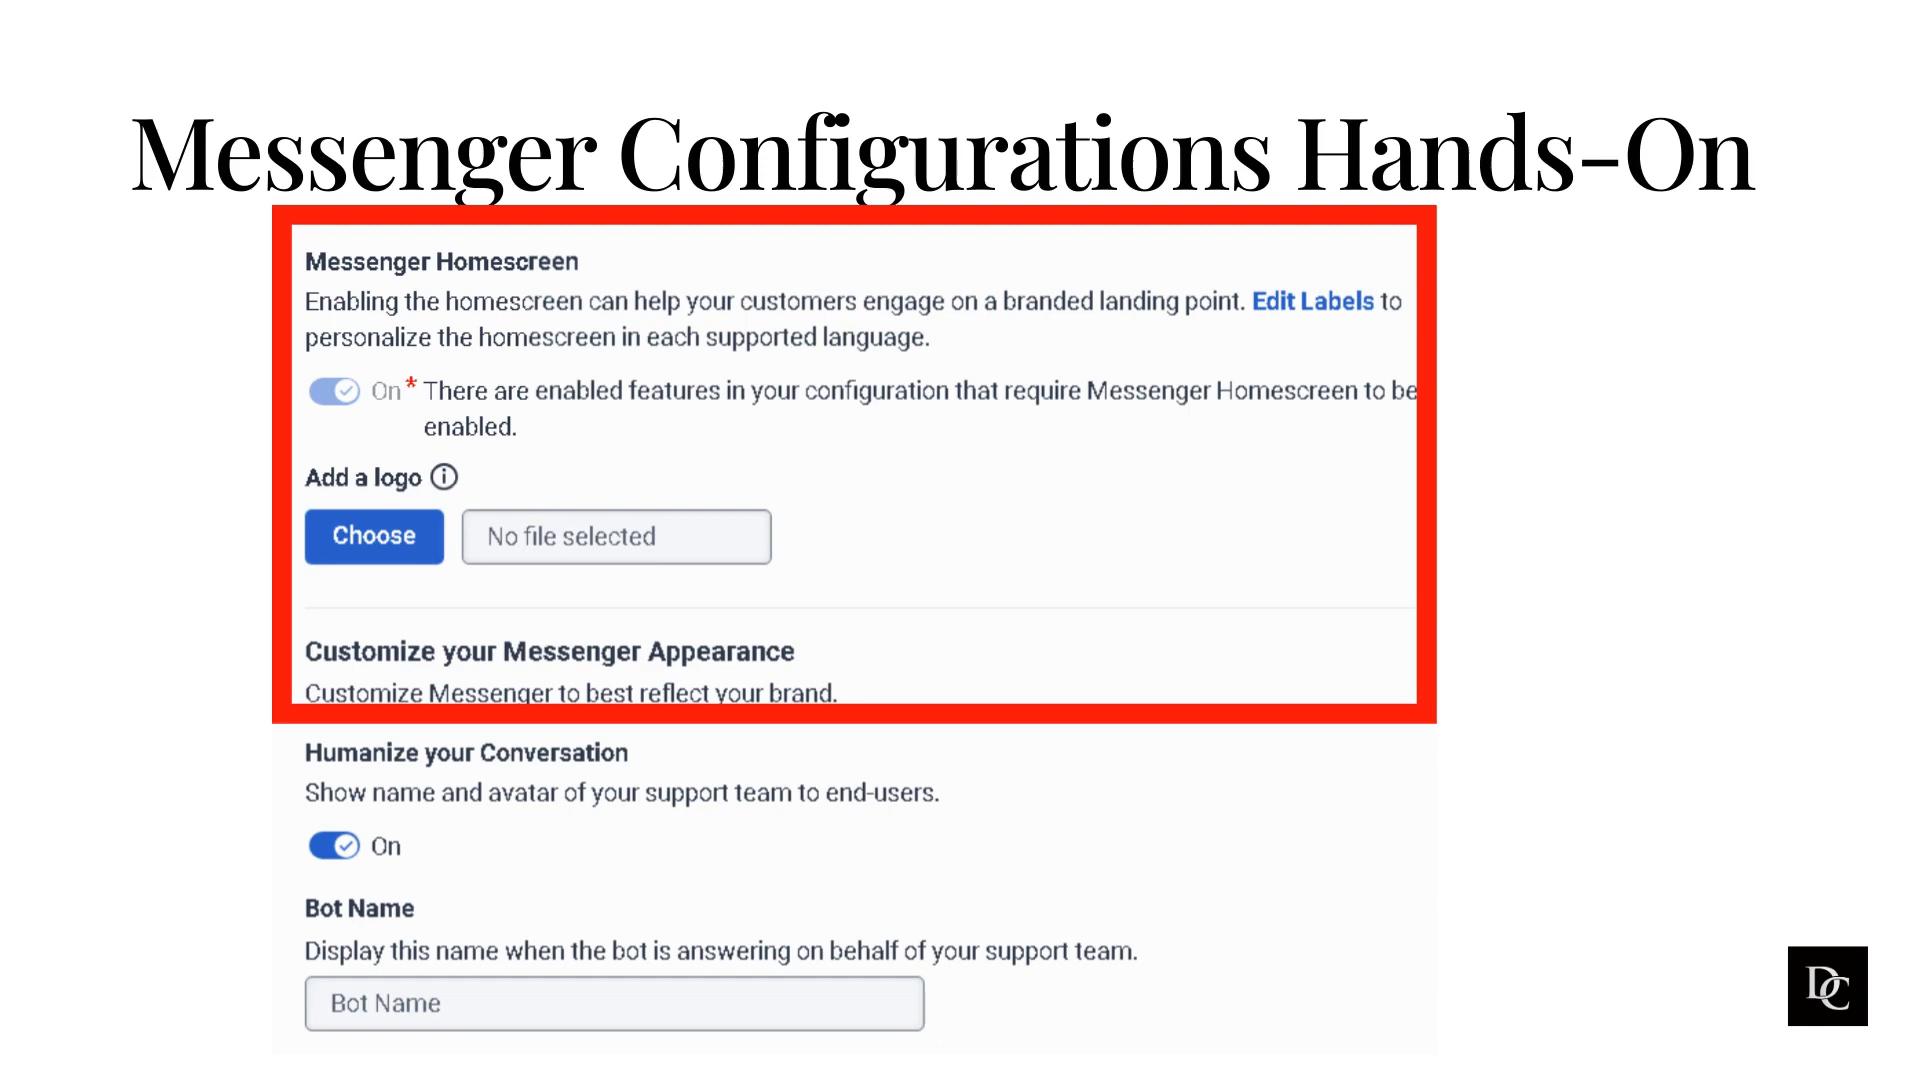 Messenger Configurations Hands-On
Messenger Homescreen
Enabling the homescreen can help your customers engage on a branded landing point. Edit Labels to
personalize the homescreen in each supported language.
On * There are enabled features in your configuration that require Messenger Homescreen to be
enabled.
Add a logo
Choose No file selected
Customize your Messenger Appearance
Customize Messenger to best reflect your brand.
Humanize your Conversation
Show name and avatar of your support team to end-users.
On
Bot Name
Display this name when the bot is answering on behalf of your support team.
Bot Name
DC